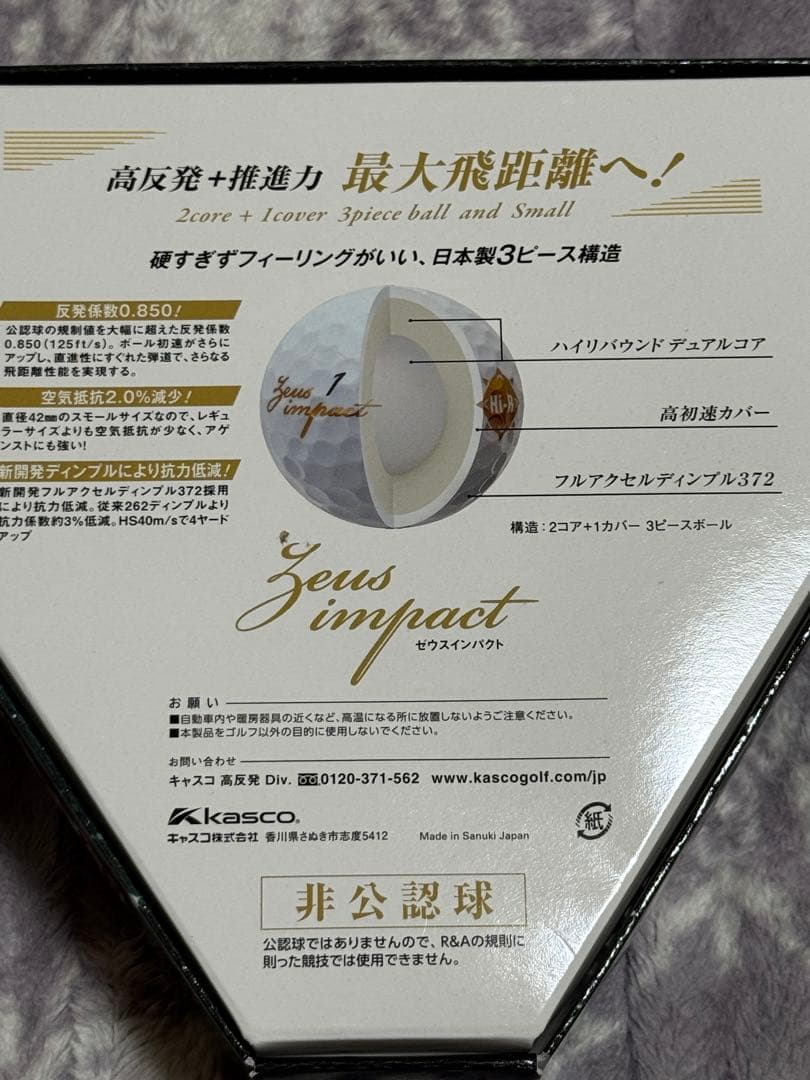 高反発+推進力 最大飛距離へ!
2core + 1cover 3piece ball and Small
硬すぎずフィーリングがいい、日本製3ピース構造
反発係数0.850!
公認球の規制値を大幅に超えた反発係数
0.850(125ft/s)。ボール初速がさらに
アップし、直進性にすぐれた弾道で、さらなる
飛距離性能を実現する。
空気抵抗2.0%減少!
直径42㎜のスモールサイズなので、レギュ
ラーサイズよりも空気抵抗が少なく、アゲ
ンストにも強い!
新開発ディンプルにより抗力低減!
新開発フルアクセルディンプル372採用
により抗力低減。従来262ディンプルより
抗力係数約3%低減。HS40m/sで4ヤード
アップ
Zeus 1
impact
Hi-R
ハイリバウンド デュアルコア
高初速カバー
フルアクセルディンプル372
構造:2コア+1カバー 3ピースボール
Zeus
impact
ゼウスインパクト
お願い
■自動車内や暖房器具の近くなど、高温になる所に放置しないようご注意ください。
■本製品をゴルフ以外の目的に使用しないでください。
お問い合わせ
キャスコ 高反発 Div. 0120-371-562 www.kascogolf.com/jp
kasco®
キャスコ株式会社 香川県さぬき市志度5412 Made in Sanuki Japan
紙
非公認球
公認球ではありませんので、R&Aの規則に
則った競技では使用できません。